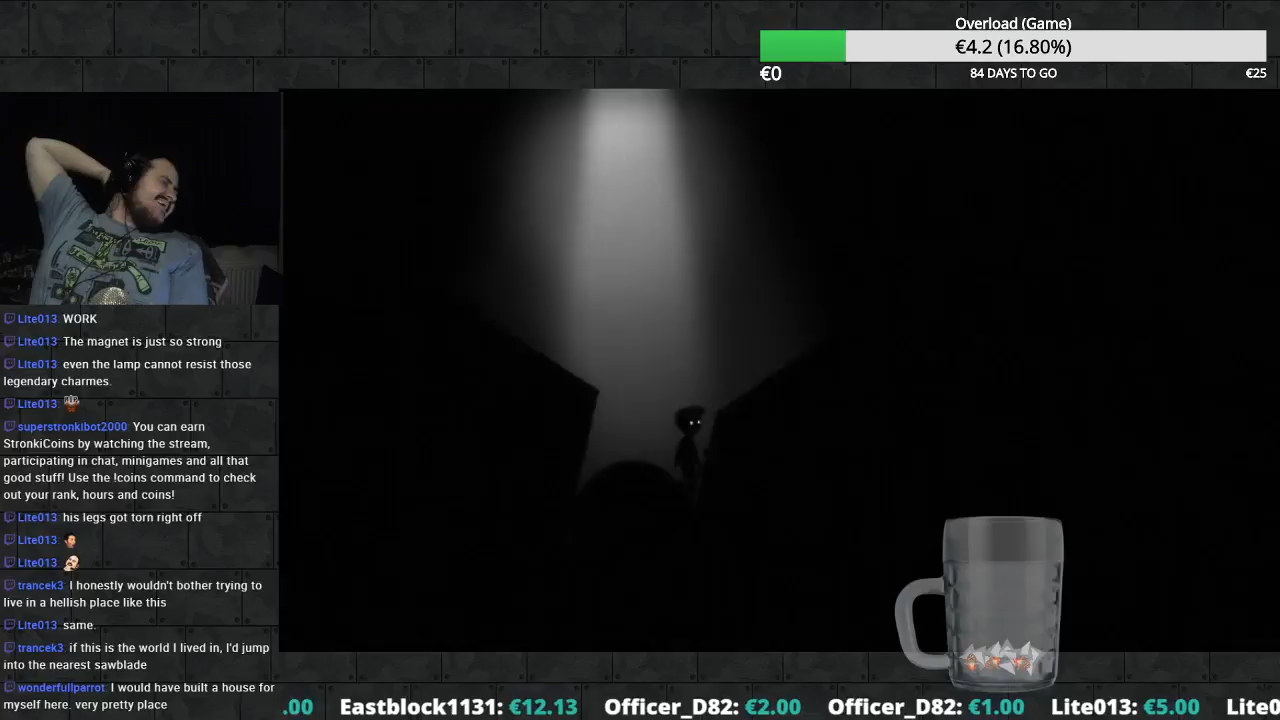 Overload (Game)
€4.2 (16.80%)
€0
84 DAYS TO GO
€25
Lite013: WORK
Lite013: The magnet is just so strong
Lite013: even the lamp cannot resist those
legendary charmes.
Lite013:
superstronkibot2000: You can earn
StronkiCoins by watching the stream,
participating in chat, minigames and all that
good stuff! Use the !coins command to check
out your rank, hours and coins!
Lite013: his legs got torn right off
Lite013:
Lite013:
trancek3: I honestly wouldn't bother trying to
live in a hellish place like this
Lite013: same.
trancek3: if this is the world I lived in, I'd jump
into the nearest sawblade
wonderfullparrot: I would have built a house for
myself here. very pretty place
.00 Eastblock1131: €12.13 Officer_D82: €2.00 Officer_D82: €1.00 Lite013: €5.00 Lite0